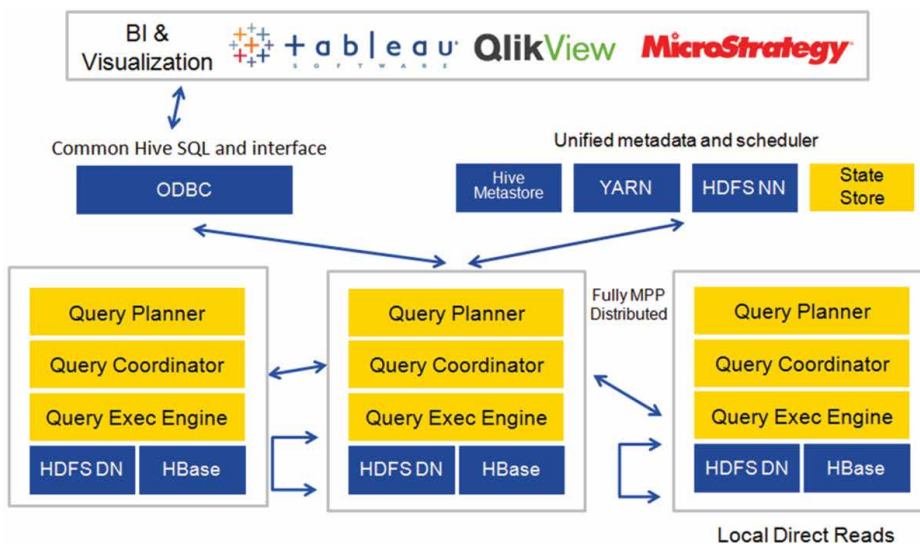 BI &
Visualization
+ableau
SOFTWARE
QlikView
MicroStrategy
Common Hive SQL and interface
ODBC
Unified metadata and scheduler
Hive
Metastore
YARN
HDFS NN
State
Store
Query Planner
Query Coordinator
Query Exec Engine
HDFS DN
HBase
Query Planner
Query Coordinator
Query Exec Engine
HDFS DN
HBase
Fully MPP
Distributed
Query Planner
Query Coordinator
Query Exec Engine
HDFS DN
HBase
Local Direct Reads